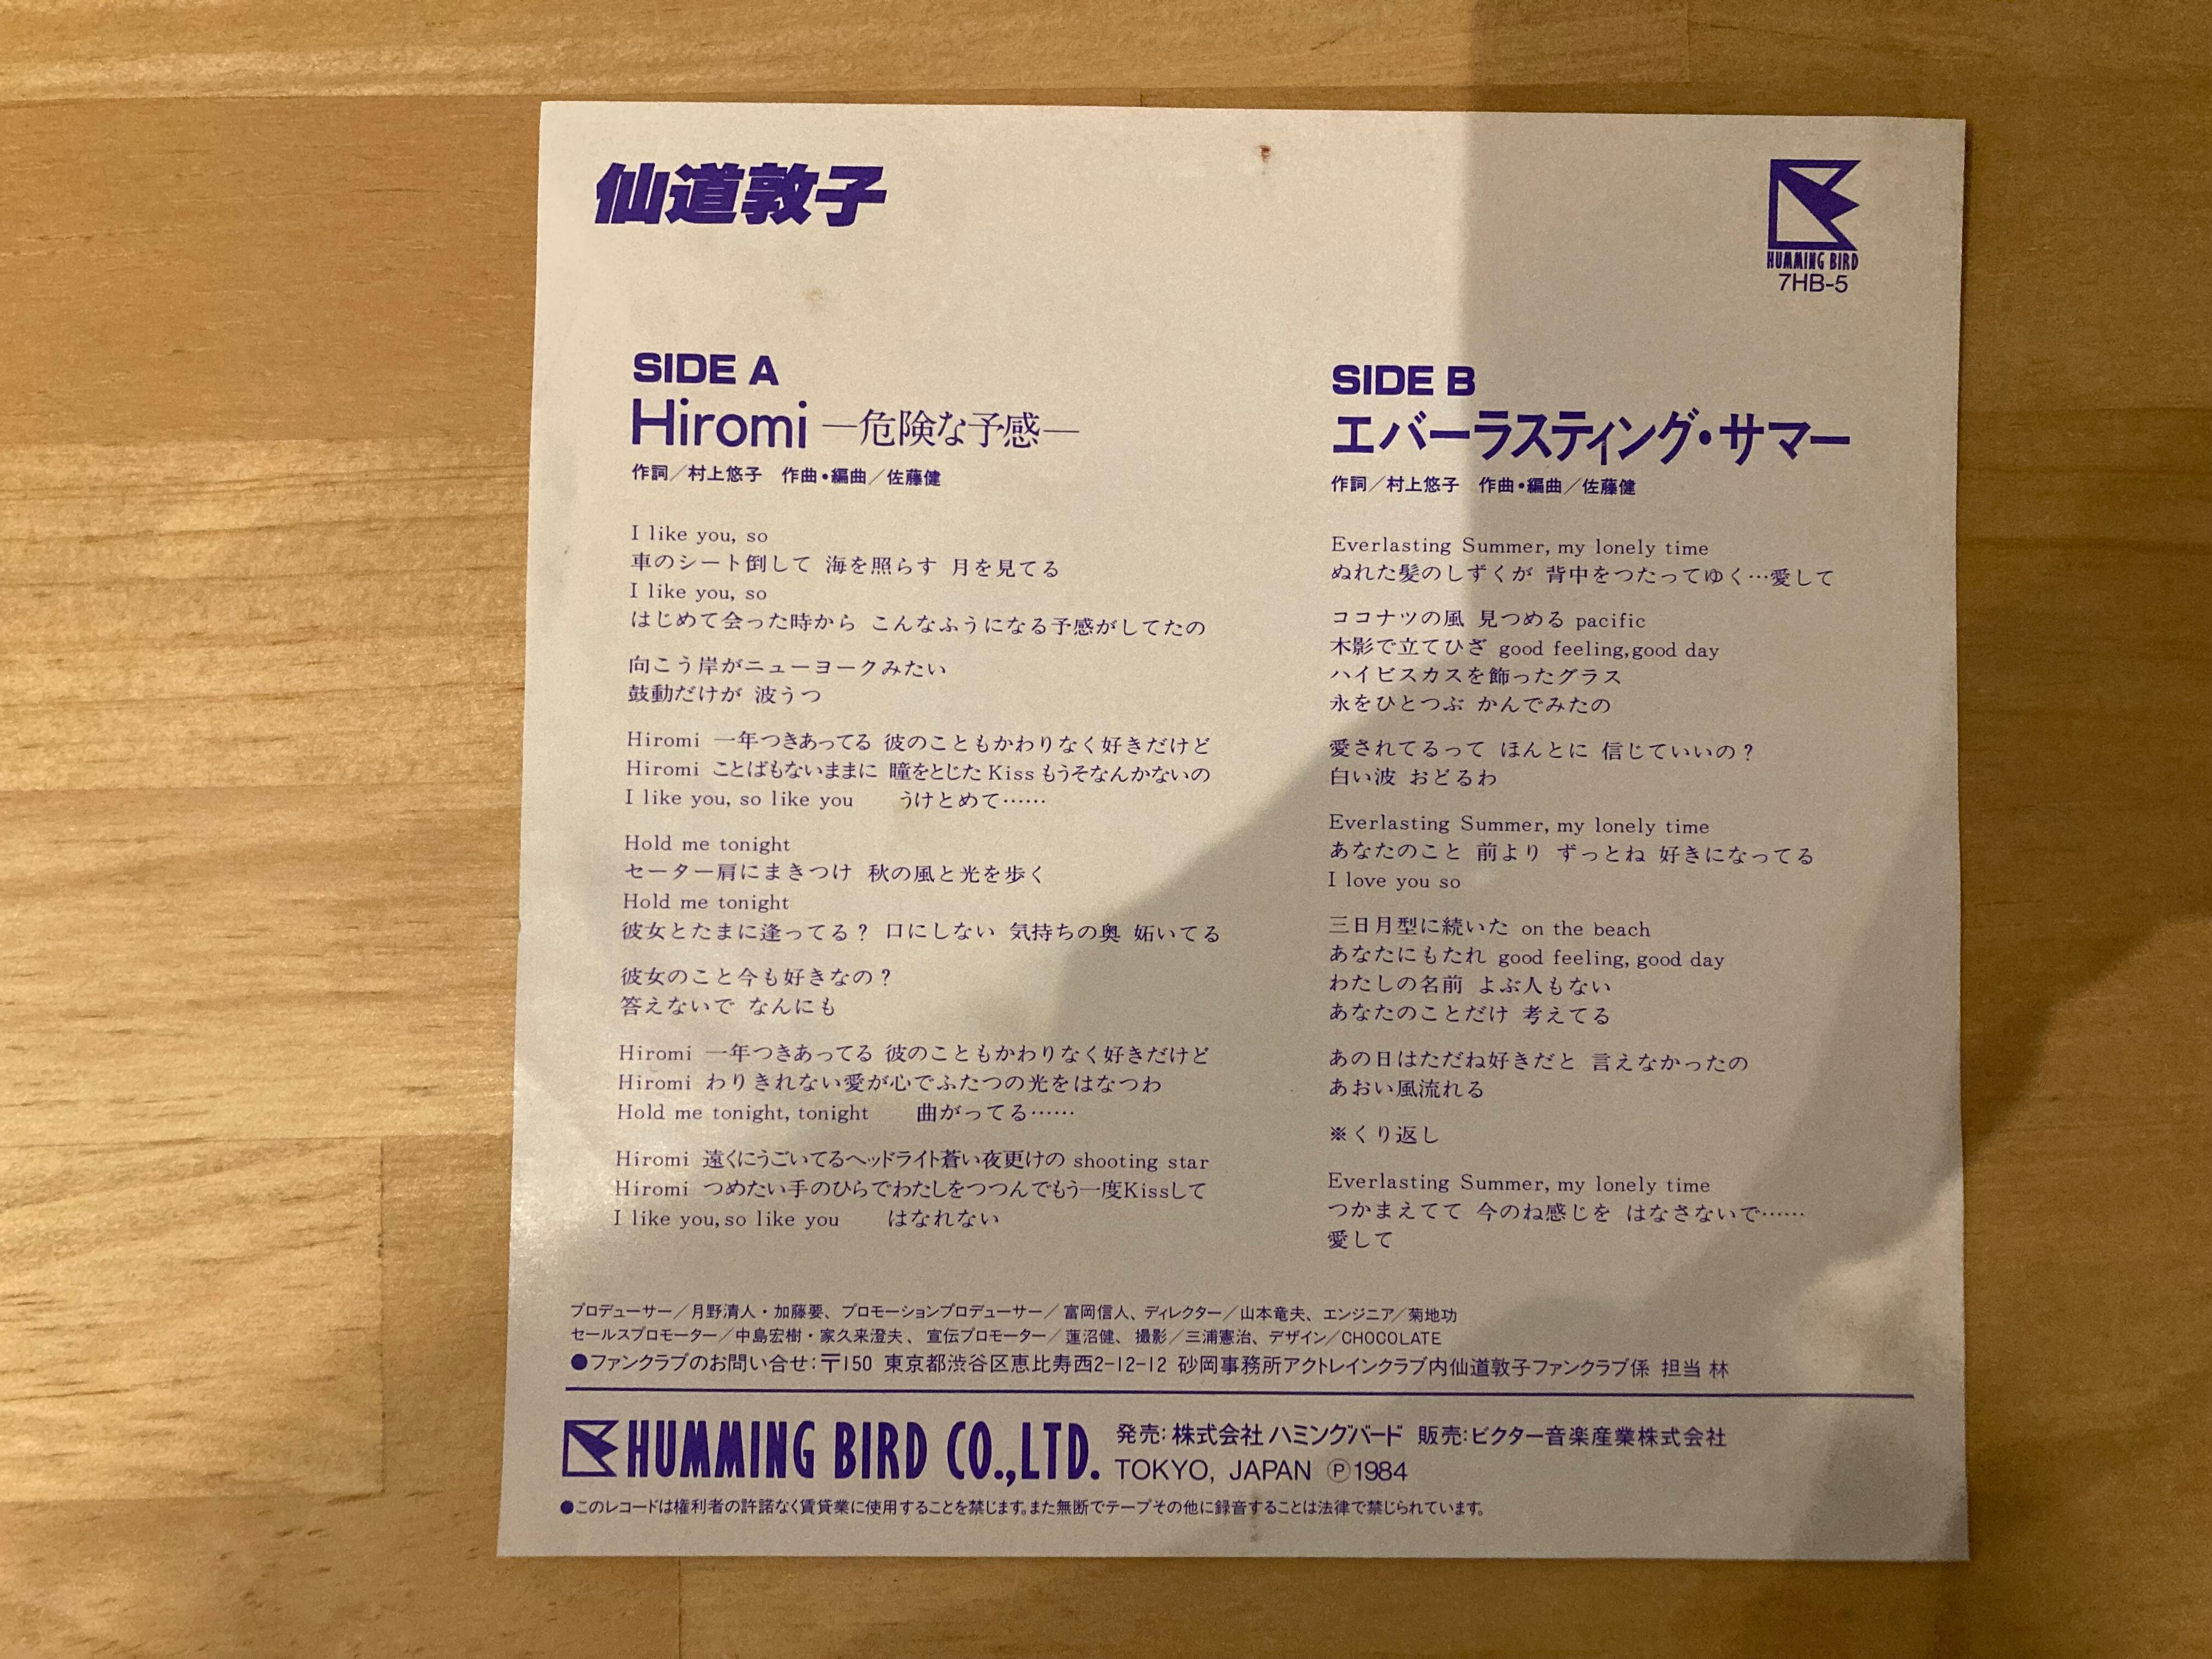 仙道敦子
HUMMING BIRD
7HB-5
SIDE A
Hiromi ―危険な予感―
作詞／村上悠子 作曲・編曲／佐藤健
I like you, so
車のシート倒して 海を照らす 月を見てる
I like you, so
はじめて会った時から こんなふうになる予感がしてたの
向こう岸がニューヨークみたい
鼓動だけが 波うつ
Hiromi 一年つきあってる 彼のこともかわりなく好きだけど
Hiromi ことばもないままに 瞳をとじた Kiss もうそなんかないの
I like you, so like you うけとめて……
Hold me tonight
セーター肩にまきつけ 秋の風と光を歩く
Hold me tonight
彼女とたまに逢ってる？ 口にしない 気持ちの奥 妬いてる
彼女のこと今も好きなの？
答えないで なんにも
Hiromi 一年つきあってる 彼のこともかわりなく好きだけど
Hiromi わりきれない愛が心でふたつの光をはなつわ
Hold me tonight, tonight 曲がってる……
Hiromi 遠くにうごいてるヘッドライト蒼い夜更けの shooting star
Hiromi つめたい手のひらでわたしをつつんでもう一度Kissして
I like you, so like you はなれない
SIDE B
エバーラスティング・サマー
作詞／村上悠子 作曲・編曲／佐藤健
Everlasting Summer, my lonely time
ぬれた髪のしずくが 背中をつたってゆく…愛して
ココナツの風 見つめる pacific
木影で立てひざ good feeling, good day
ハイビスカスを飾ったグラス
氷をひとつぶ かんでみたの
愛されてるって ほんとに 信じていいの？
白い波 おどるわ
Everlasting Summer, my lonely time
あなたのこと 前より ずっとね 好きになってる
I love you so
三日月型に続いた on the beach
あなたにもたれ good feeling, good day
わたしの名前 よぶ人もない
あなたのことだけ 考えてる
あの日はただね好きだと 言えなかったの
あおい風流れる
※くり返し
Everlasting Summer, my lonely time
つかまえてて 今のね感じを はなさないで……
愛して
プロデューサー／月野清人・加藤要、プロモーションプロデューサー／富岡信人、ディレクター／山本竜夫、エンジニア／菊地功
セールスプロモーター／中島宏樹・家久来澄夫、宣伝プロモーター／蓮沼健、撮影／三浦憲治、デザイン／CHOCOLATE
●ファンクラブのお問い合せ：〒150 東京都渋谷区恵比寿西2-12-12 砂岡事務所アクトレインクラブ内仙道敦子ファンクラブ係 担当 林
HUMMING BIRD CO.,LTD. 発売：株式会社ハミングバード 販売：ビクター音楽産業株式会社
TOKYO, JAPAN Ⓟ1984
●このレコードは権利者の許諾なく賃貸業に使用することを禁じます。また無断でテープその他に録音することは法律で禁じられています。